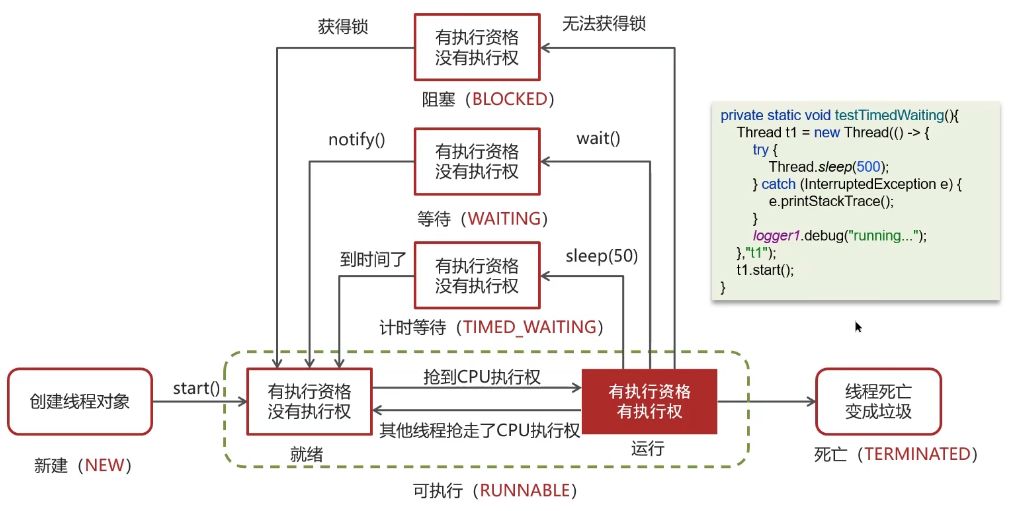 获得锁
有执行资格
没有执行权
无法获得锁
阻塞（BLOCKED）
notify()
有执行资格
没有执行权
wait()
等待（WAITING）
到时间了
有执行资格
没有执行权
sleep(50)
计时等待（TIMED_WAITING）
private static void testTimedWaiting(){
Thread t1 = new Thread(() -> {
try {
Thread.sleep(500);
} catch (InterruptedException e) {
e.printStackTrace();
}
logger1.debug("running...");
},"t1");
t1.start();
}
创建线程对象
新建（NEW）
start()
有执行资格
没有执行权
就绪
抢到CPU执行权
其他线程抢走了CPU执行权
有执行资格
有执行权
运行
可执行（RUNNABLE）
线程死亡
变成垃圾
死亡（TERMINATED）